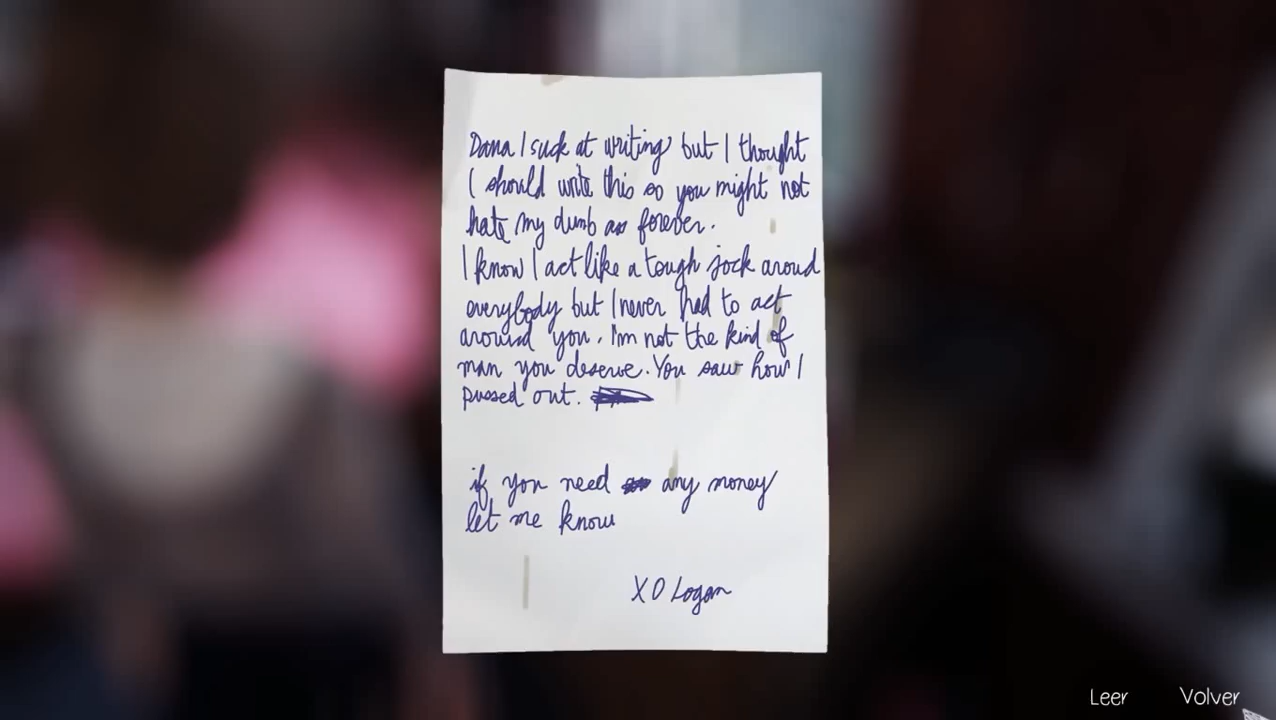 Dana I suck at writing but I thought
I should write this so you might not
hate my dumb ass forever.
I know I act like a tough jock aroud
everybody but I never had to act
around you. I'm not the kind of
man you deserve. You saw how I
pussed out.
if you need any money
let me know
XO Logan
Leer Volver